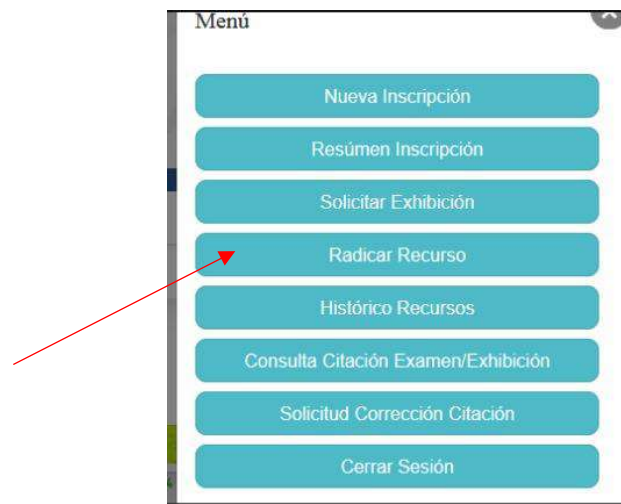 Menú
Nueva Inscripción
Resúmen Inscripción
Solicitar Exhibición
Radicar Recurso
Histórico Recursos
Consulta Citación Examen/Exhibición
Solicitud Corrección Citación
Cerrar Sesión